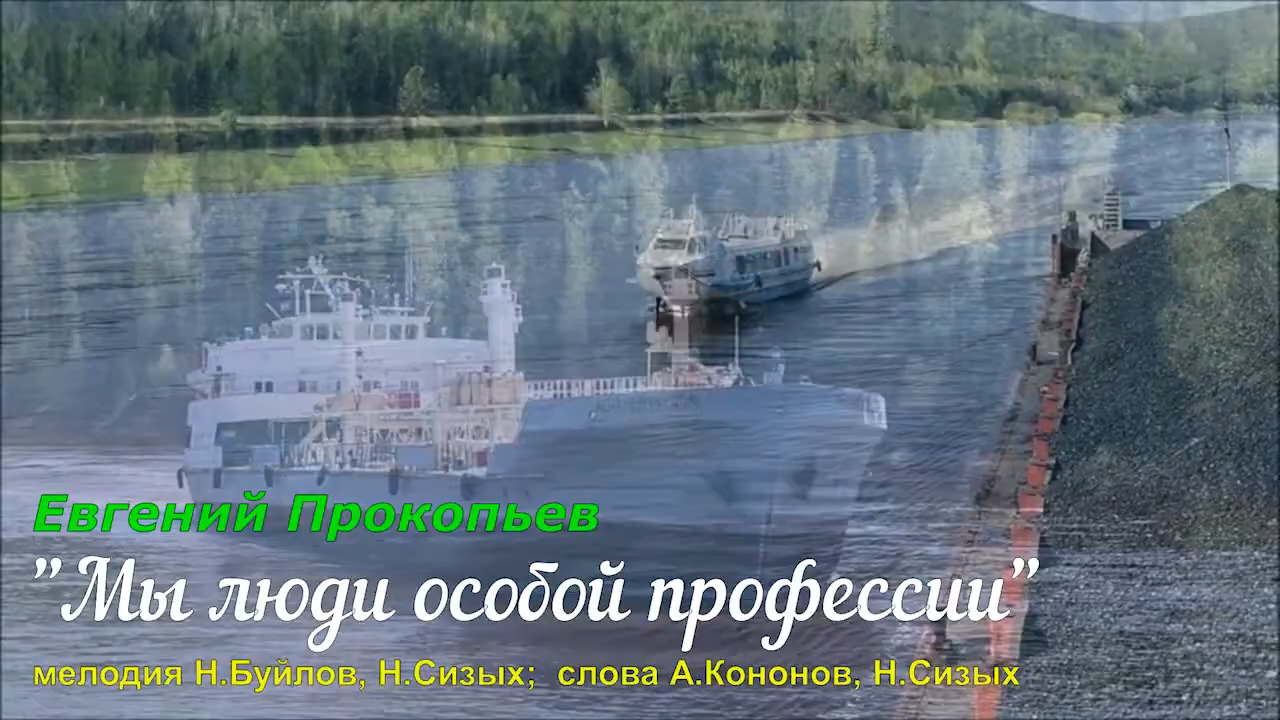 Евгений Прокопьев
"Мы люди особой профессии"
мелодия Н.Буйлов, Н.Сизых; слова А.Кононов, Н.Сизых